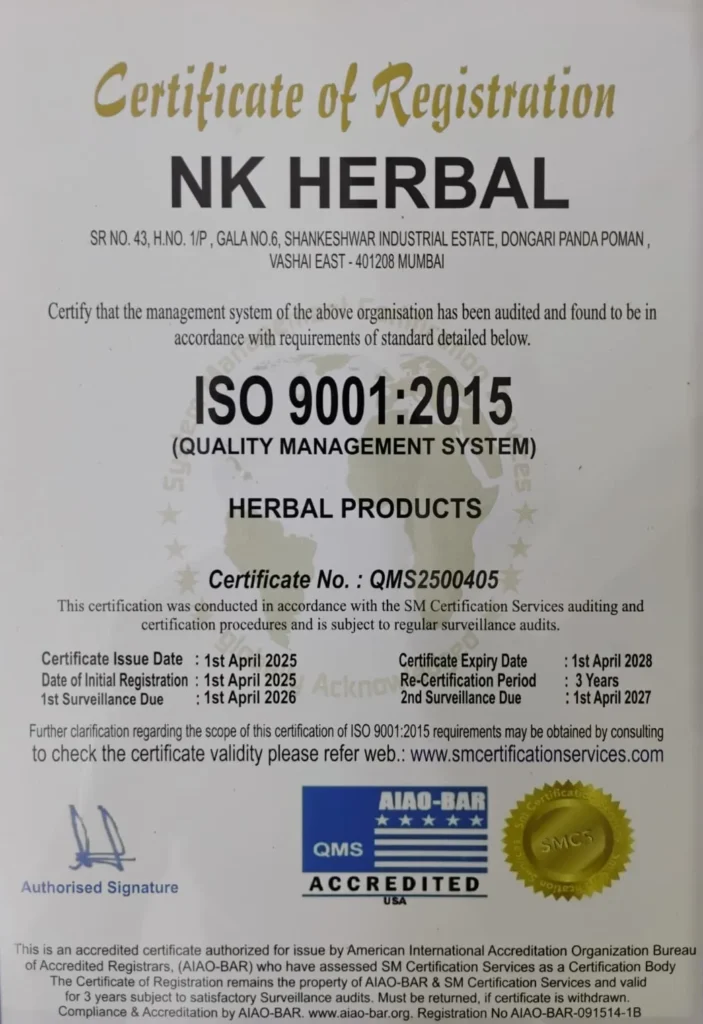 Certificate of Registration
NK HERBAL
SR NO. 43, H.NO. 1/P , GALA NO.6, SHANKESHWAR INDUSTRIAL ESTATE, DONGARI PANDA POMAN ,
VASHAI EAST - 401208 MUMBAI
Certify that the management system of the above organisation has been audited and found to be in
accordance with requirements of standard detailed below.
ISO 9001:2015
(QUALITY MANAGEMENT SYSTEM)
HERBAL PRODUCTS
Certificate No. : QMS2500405
This certification was conducted in accordance with the SM Certification Services auditing and
certification procedures and is subject to regular surveillance audits.
Certificate Issue Date : 1st April 2025 Certificate Expiry Date : 1st April 2028
Date of Initial Registration : 1st April 2025 Re-Certification Period : 3 Years
1st Surveillance Due : 1st April 2026 2nd Surveillance Due : 1st April 2027
Further clarification regarding the scope of this certification of ISO 9001:2015 requirements may be obtained by consulting
to check the certificate validity please refer web.: www.smcertificationservices.com
AIAO-BAR
QMS
ACCREDITED
USA
SMCS
Authorised Signature
This is an accredited certificate authorized for issue by American International Accreditation Organization Bureau
of Accredited Registrars, (AIAO-BAR) who have assessed SM Certification Services as a Certification Body
The Certificate of Registration remains the property of AIAO-BAR & SM Certification Services and valid
for 3 years subject to satisfactory Surveillance audits. Must be returned, if certificate is withdrawn.
Compliance & Accreditation by AIAO-BAR. www.aiao-bar.org. Registration No AIAO-BAR-091514-1B